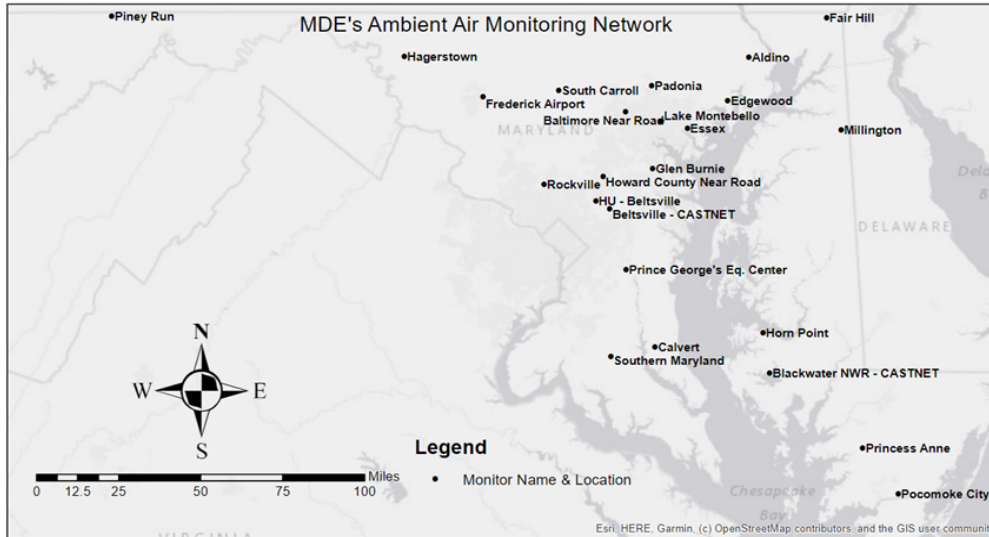 MDE's Ambient Air Monitoring Network
Piney Run
Fair Hill
Hagerstown
Aldino
South Carroll
Padonia
Frederick Airport
Edgewood
Baltimore Near Road
Lake Montebello
MARYLAND
Essex
Millington
Glen Burnie
Howard County Near Road
Rockville
HU - Beltsville
Beltsville - CASTNET
DELAWARE
Prince George's Eq. Center
Horn Point
Calvert
Southern Maryland
Blackwater NWR - CASTNET
N
W
E
S
Legend
Monitor Name & Location
Princess Anne
Miles
0 12.5 25 50 75 100
Chesapeake
Bay
Pocomoke City
VIRGINIA
Esri, HERE, Garmin, (c) OpenStreetMap contributors, and the GIS user communit